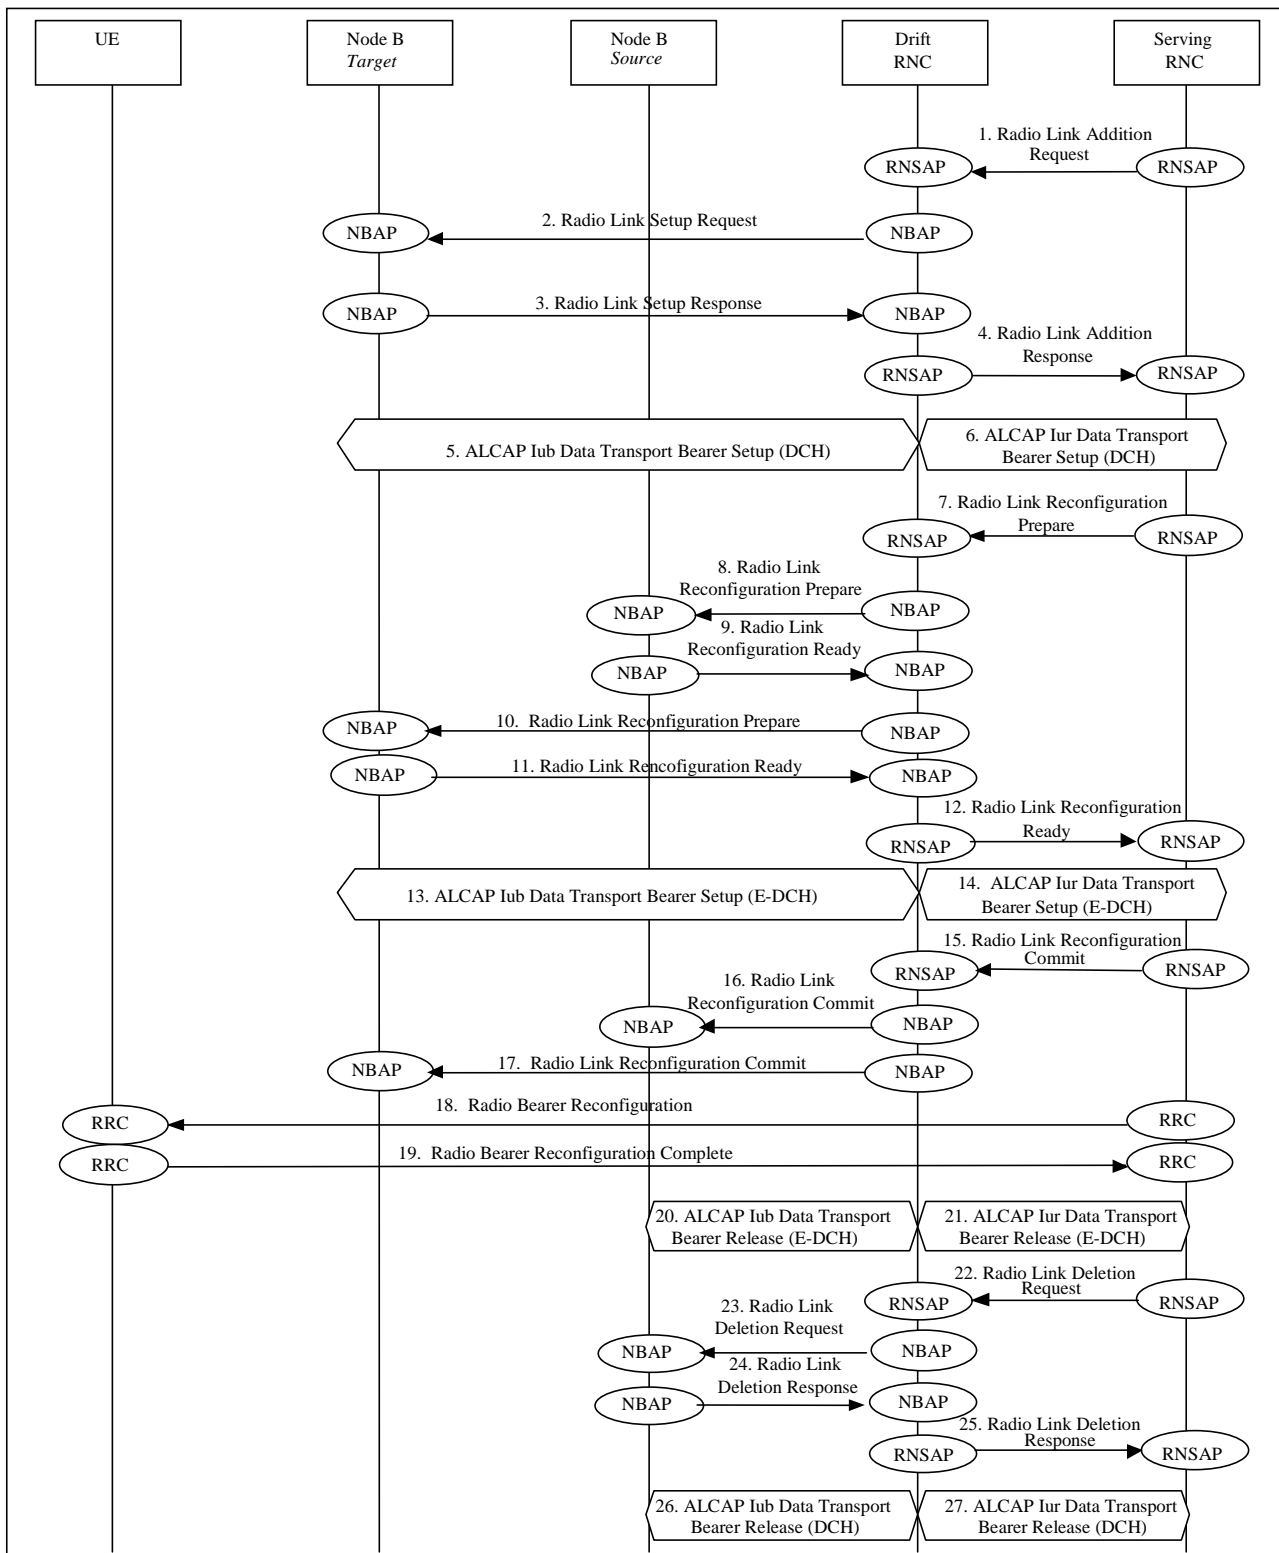 UE
Node B
Target
Node B
Source
Drift
RNC
Serving
RNC
1. Radio Link Addition
Request
RNSAP
RNSAP
2. Radio Link Setup Request
NBAP
NBAP
3. Radio Link Setup Response
NBAP
NBAP
4. Radio Link Addition
Response
RNSAP
RNSAP
5. ALCAP Iub Data Transport Bearer Setup (DCH)
6. ALCAP Iur Data Transport
Bearer Setup (DCH)
7. Radio Link Reconfiguration
Prepare
RNSAP
RNSAP
8. Radio Link
Reconfiguration Prepare
NBAP
NBAP
9. Radio Link
Reconfiguration Ready
NBAP
NBAP
10. Radio Link Reconfiguration Prepare
NBAP
NBAP
11. Radio Link Rencofiguration Ready
NBAP
NBAP
12. Radio Link Reconfiguration
Ready
RNSAP
RNSAP
13. ALCAP Iub Data Transport Bearer Setup (E-DCH)
14. ALCAP Iur Data Transport
Bearer Setup (E-DCH)
15. Radio Link Reconfiguration
Commit
RNSAP
RNSAP
16. Radio Link
Reconfiguration Commit
NBAP
NBAP
17. Radio Link Reconfiguration Commit
NBAP
NBAP
18. Radio Bearer Reconfiguration
RRC
RRC
19. Radio Bearer Reconfiguration Complete
RRC
RRC
20. ALCAP Iub Data Transport
Bearer Release (E-DCH)
21. ALCAP Iur Data Transport
Bearer Release (E-DCH)
22. Radio Link Deletion
Request
RNSAP
RNSAP
23. Radio Link
Deletion Request
NBAP
NBAP
24. Radio Link
Deletion Response
NBAP
NBAP
25. Radio Link Deletion
Response
RNSAP
RNSAP
26. ALCAP Iub Data Transport
Bearer Release (DCH)
27. ALCAP Iur Data Transport
Bearer Release (DCH)